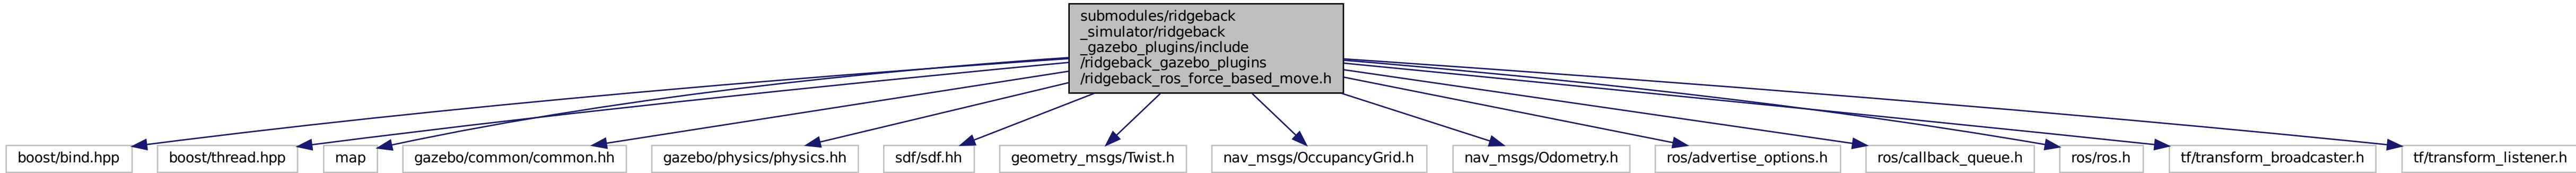 submodules/ridgeback
_simulator/ridgeback
_gazebo_plugins/include
/ridgeback_gazebo_plugins
/ridgeback_ros_force_based_move.h
boost/bind.hpp
boost/thread.hpp
map
gazebo/common/common.hh
gazebo/physics/physics.hh
sdf/sdf.hh
geometry_msgs/Twist.h
nav_msgs/OccupancyGrid.h
nav_msgs/Odometry.h
ros/advertise_options.h
ros/callback_queue.h
ros/ros.h
tf/transform_broadcaster.h
tf/transform_listener.h